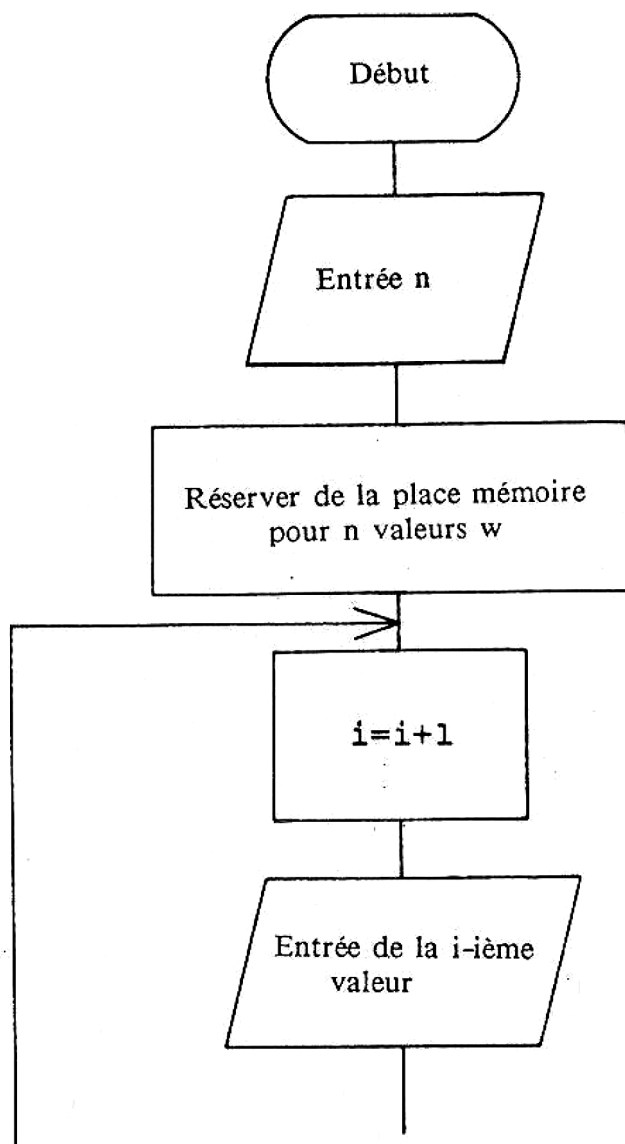 Début
Entrée n
Réserver de la place mémoire
pour n valeurs w
i=i+1
Entrée de la i-ième
valeur